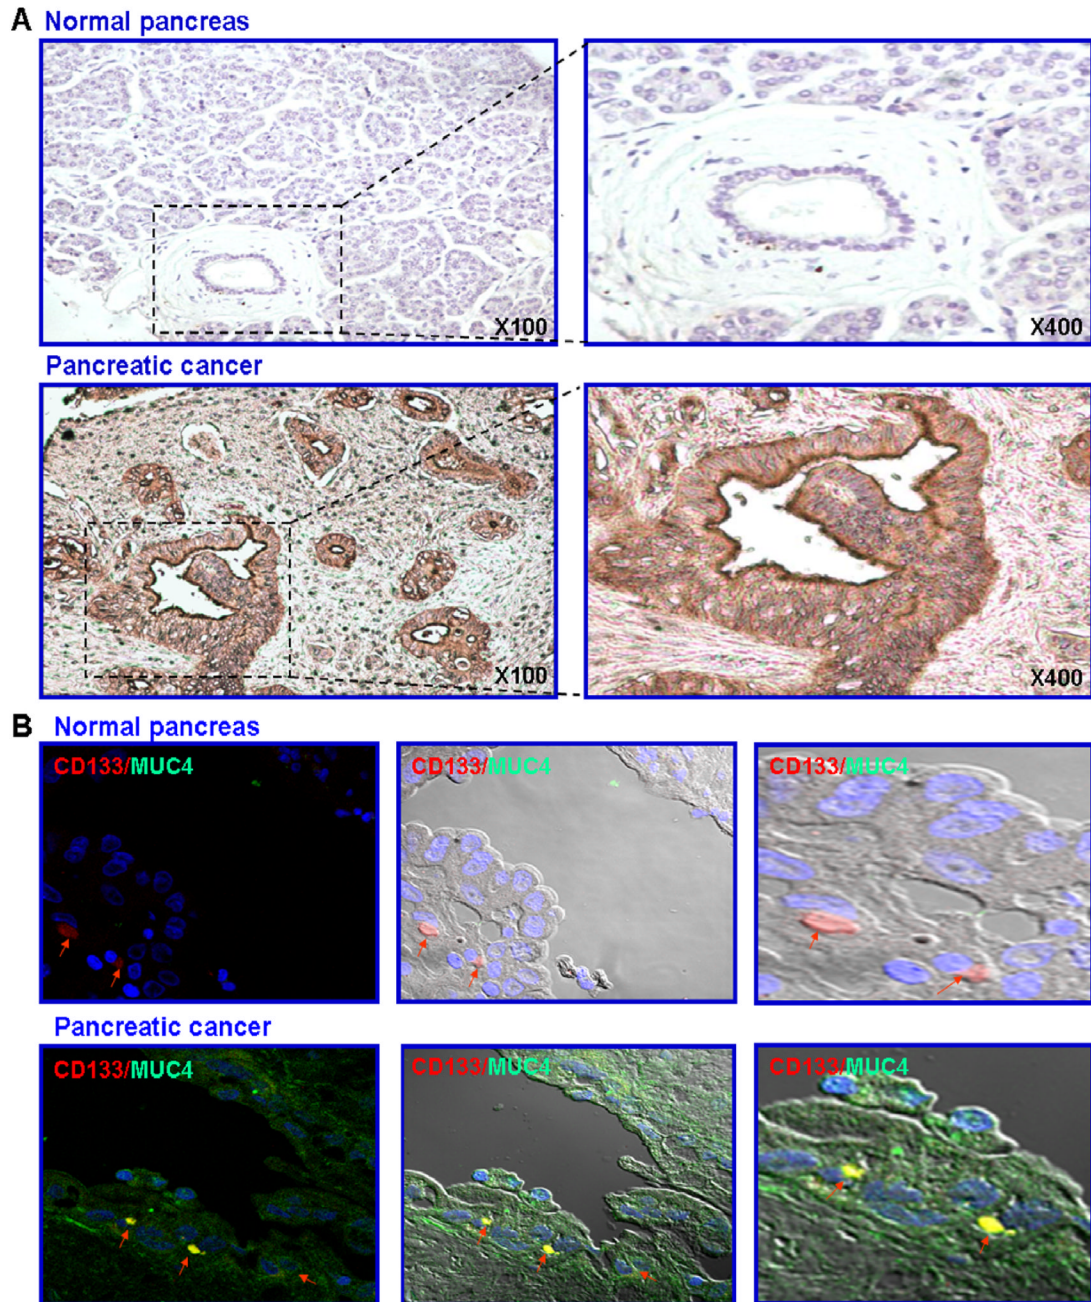 A Normal pancreas
X100 X400
Pancreatic cancer
X100 X400
B Normal pancreas
CD133/MUC4 CD133/MUC4 CD133/MUC4
Pancreatic cancer
CD133/MUC4 CD133/MUC4 CD133/MUC4